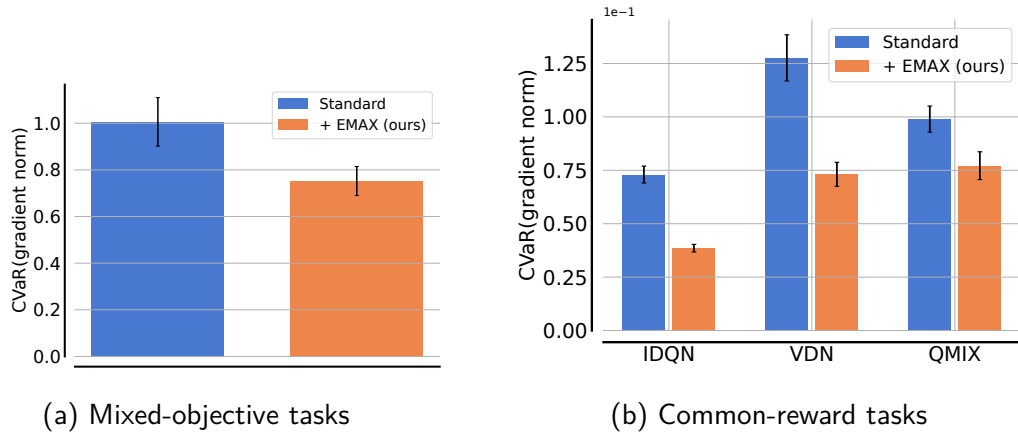 CVaR(gradient norm)
1.0
0.8
0.6
0.4
0.2
0.0
Standard
+ EMAX (ours)
(a) Mixed-objective tasks
1e−1
CVaR(gradient norm)
1.25
1.00
0.75
0.50
0.25
0.00
Standard
+ EMAX (ours)
IDQN VDN QMIX
(b) Common-reward tasks